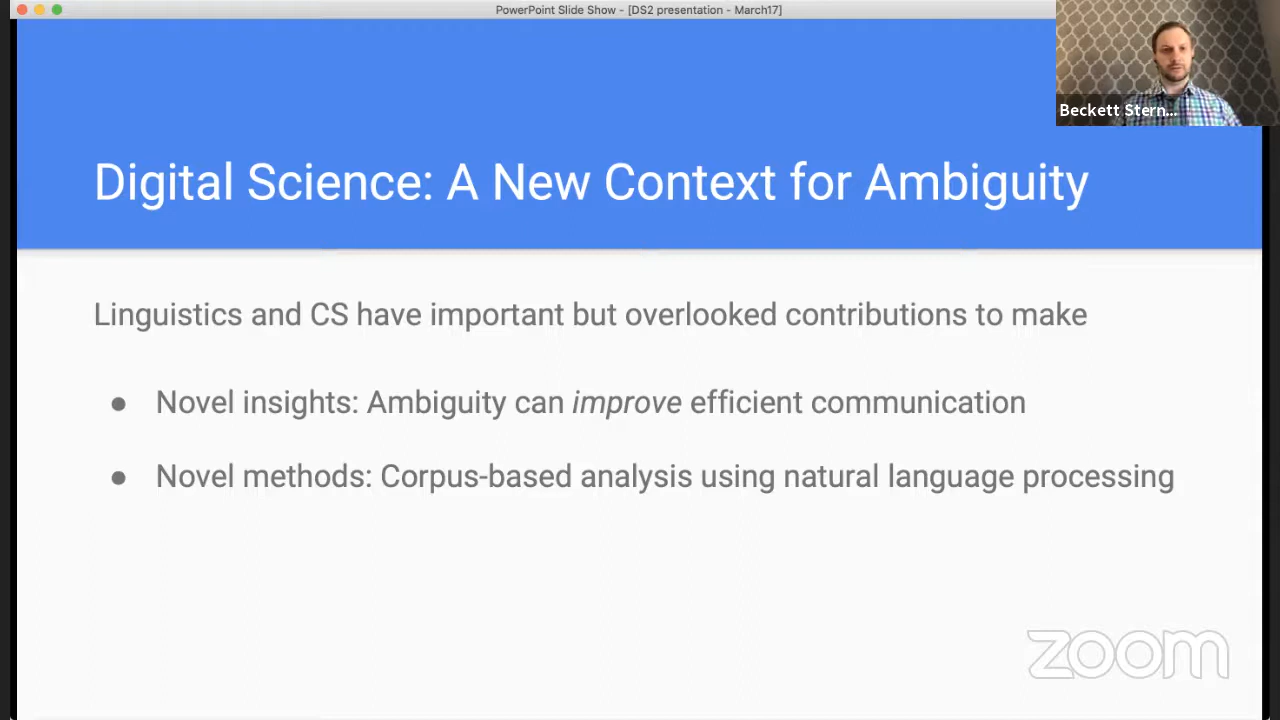 PowerPoint Slide Show - [DS2 presentation - March17]
Beckett Stern...
Digital Science: A New Context for Ambiguity
Linguistics and CS have important but overlooked contributions to make
● Novel insights: Ambiguity can improve efficient communication
● Novel methods: Corpus-based analysis using natural language processing
zoom